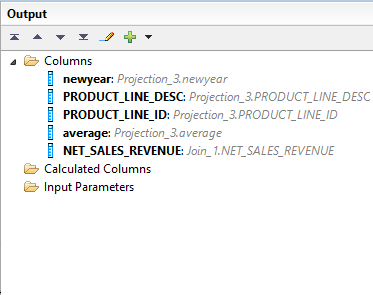 Output
Columns
newyear: Projection_3.newyear
PRODUCT_LINE_DESC: Projection_3.PRODUCT_LINE_DESC
PRODUCT_LINE_ID: Projection_3.PRODUCT_LINE_ID
average: Projection_3.average
NET_SALES_REVENUE: Join_1.NET_SALES_REVENUE
Calculated Columns
Input Parameters